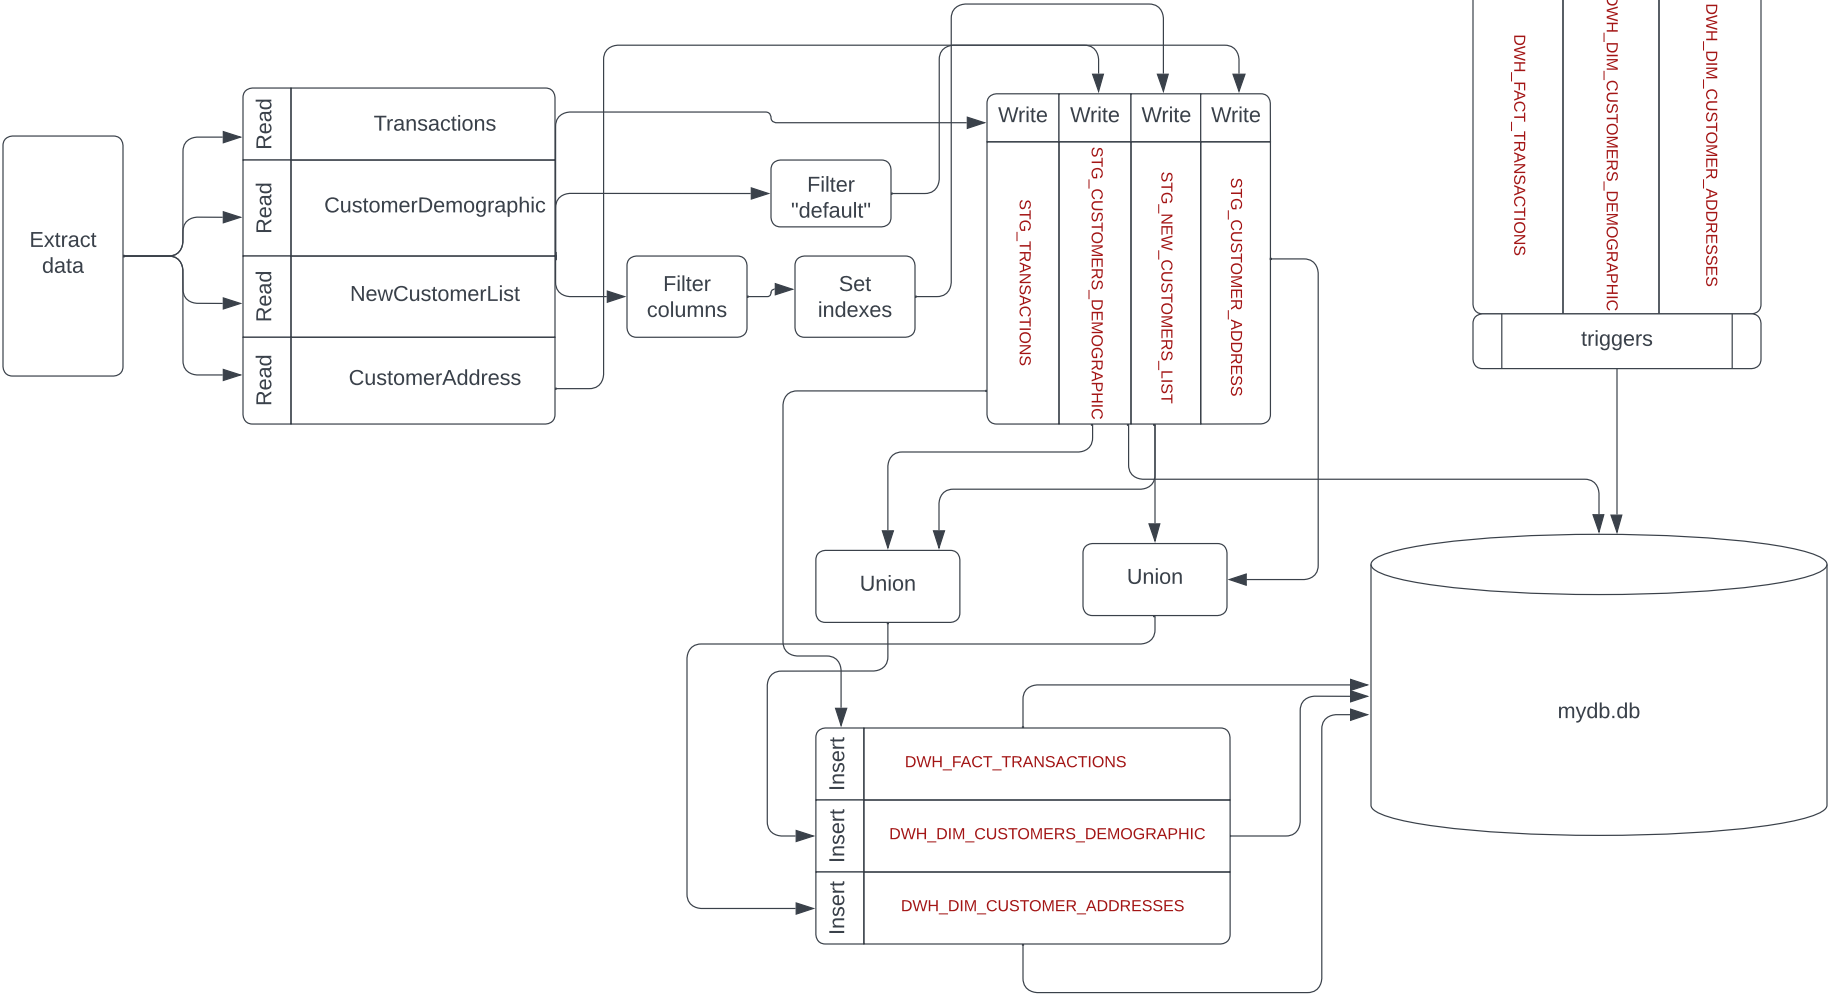 Extract
data
Read
Transactions
Read
CustomerDemographic
Read
NewCustomerList
Read
CustomerAddress
Filter
"default"
Filter
columns
Set
indexes
Write
Write
Write
Write
STG_TRANSACTIONS
STG_CUSTOMERS_DEMOGRAPHIC
STG_NEW_CUSTOMERS_LIST
STG_CUSTOMER_ADDRESS
DWH_FACT_TRANSACTIONS
DWH_DIM_CUSTOMERS_DEMOGRAPHIC
DWH_DIM_CUSTOMER_ADDRESSES
triggers
Union
Union
mydb.db
Insert
DWH_FACT_TRANSACTIONS
Insert
DWH_DIM_CUSTOMERS_DEMOGRAPHIC
Insert
DWH_DIM_CUSTOMER_ADDRESSES